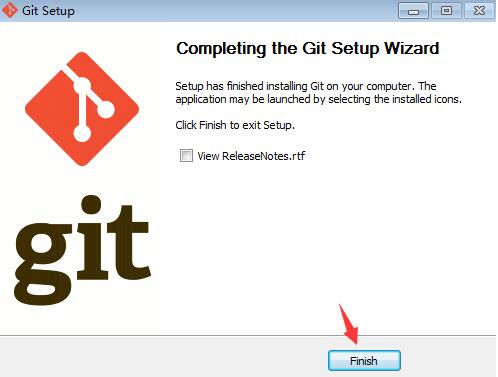 Git Setup
Completing the Git Setup Wizard
Setup has finished installing Git on your computer. The
application may be launched by selecting the installed icons.
Click Finish to exit Setup.
View ReleaseNotes.rtf
git
Finish